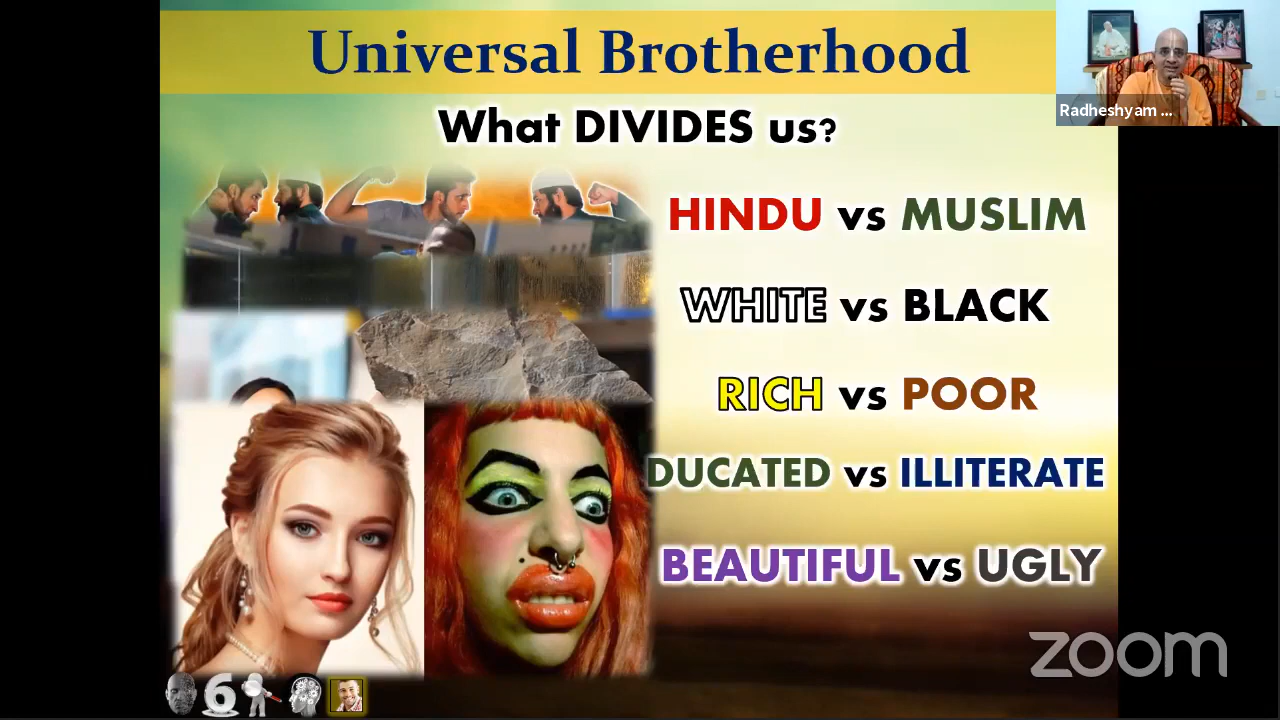 Universal Brotherhood
What DIVIDES us?
HINDU vs MUSLIM
WHITE vs BLACK
RICH vs POOR
DUCATED vs ILLITERATE
BEAUTIFUL vs UGLY
6
Radheshyam ...
zoom